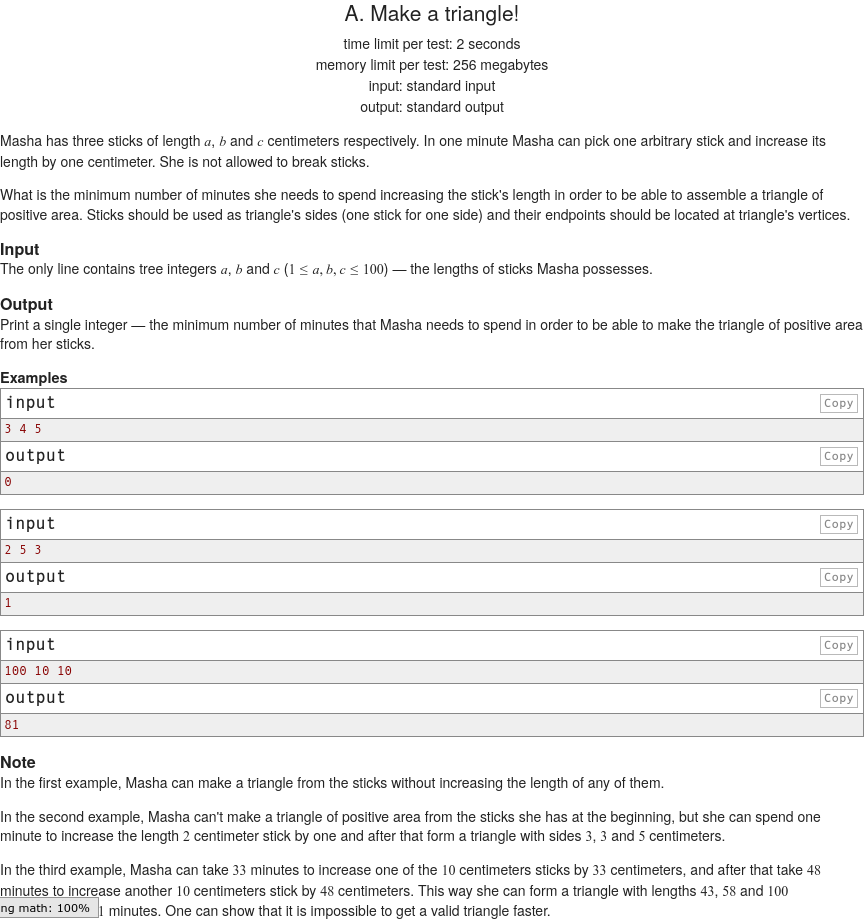 A. Make a triangle!
time limit per test: 2 seconds
memory limit per test: 256 megabytes
input: standard input
output: standard output
Masha has three sticks of length a, b and c centimeters respectively. In one minute Masha can pick one arbitrary stick and increase its
length by one centimeter. She is not allowed to break sticks.
What is the minimum number of minutes she needs to spend increasing the stick's length in order to be able to assemble a triangle of
positive area. Sticks should be used as triangle's sides (one stick for one side) and their endpoints should be located at triangle's vertices.
Input
The only line contains tree integers a, b and c (1 ≤ a, b, c ≤ 100) — the lengths of sticks Masha possesses.
Output
Print a single integer — the minimum number of minutes that Masha needs to spend in order to be able to make the triangle of positive area
from her sticks.
Examples
input Copy
3 4 5
output Copy
0
input Copy
2 5 3
output Copy
1
input Copy
100 10 10
output Copy
81
Note
In the first example, Masha can make a triangle from the sticks without increasing the length of any of them.
In the second example, Masha can't make a triangle of positive area from the sticks she has at the beginning, but she can spend one
minute to increase the length 2 centimeter stick by one and after that form a triangle with sides 3, 3 and 5 centimeters.
In the third example, Masha can take 33 minutes to increase one of the 10 centimeters sticks by 33 centimeters, and after that take 48
minutes to increase another 10 centimeters stick by 48 centimeters. This way she can form a triangle with lengths 43, 58 and 100
ng math: 100% 1 minutes. One can show that it is impossible to get a valid triangle faster.